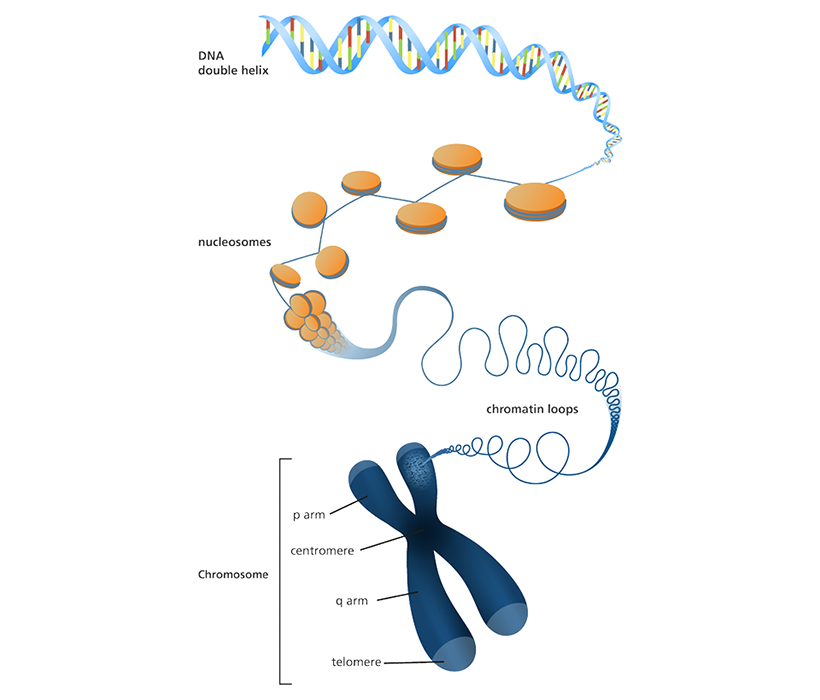 DNA
double helix
nucleosomes
chromatin loops
p arm
centromere
Chromosome
q arm
telomere